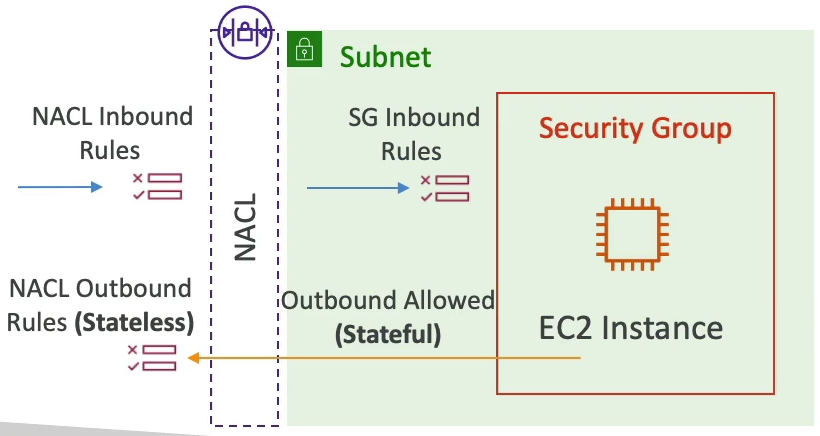 Subnet
NACL Inbound
Rules
SG Inbound
Rules
Security Group
NACL
NACL Outbound
Rules (Stateless)
Outbound Allowed
(Stateful)
EC2 Instance